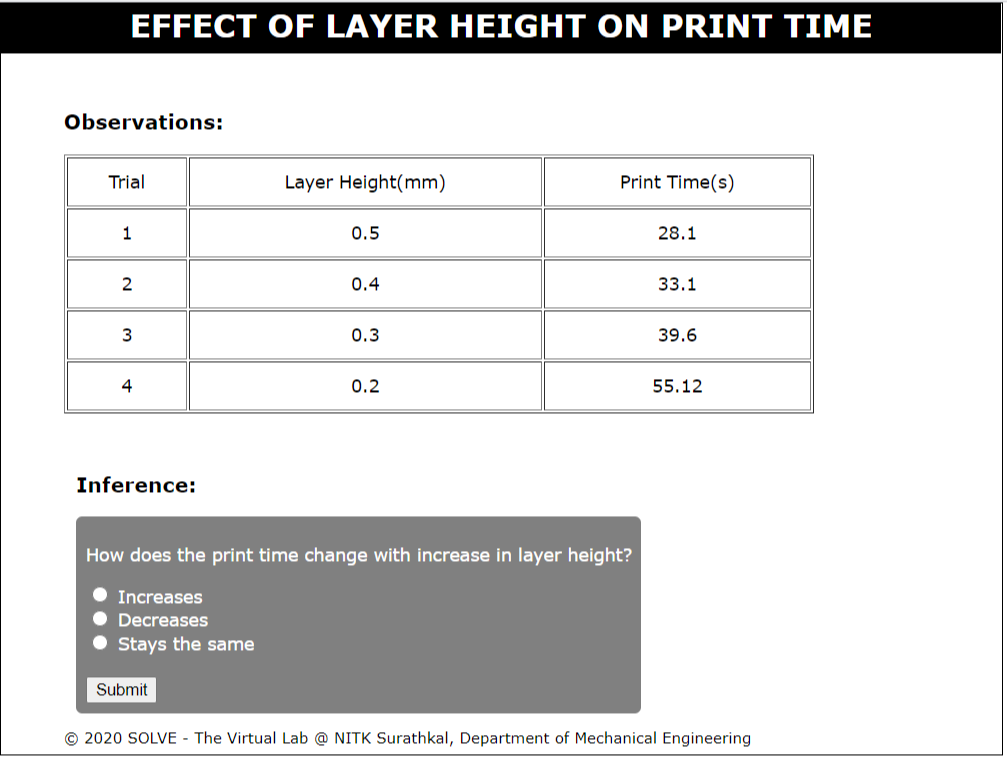 EFFECT OF LAYER HEIGHT ON PRINT TIME
Observations:
Trial Layer Height(mm) Print Time(s)
1 0.5 28.1
2 0.4 33.1
3 0.3 39.6
4 0.2 55.12
Inference:
How does the print time change with increase in layer height?
Increases
Decreases
Stays the same
Submit
© 2020 SOLVE - The Virtual Lab @ NITK Surathkal, Department of Mechanical Engineering